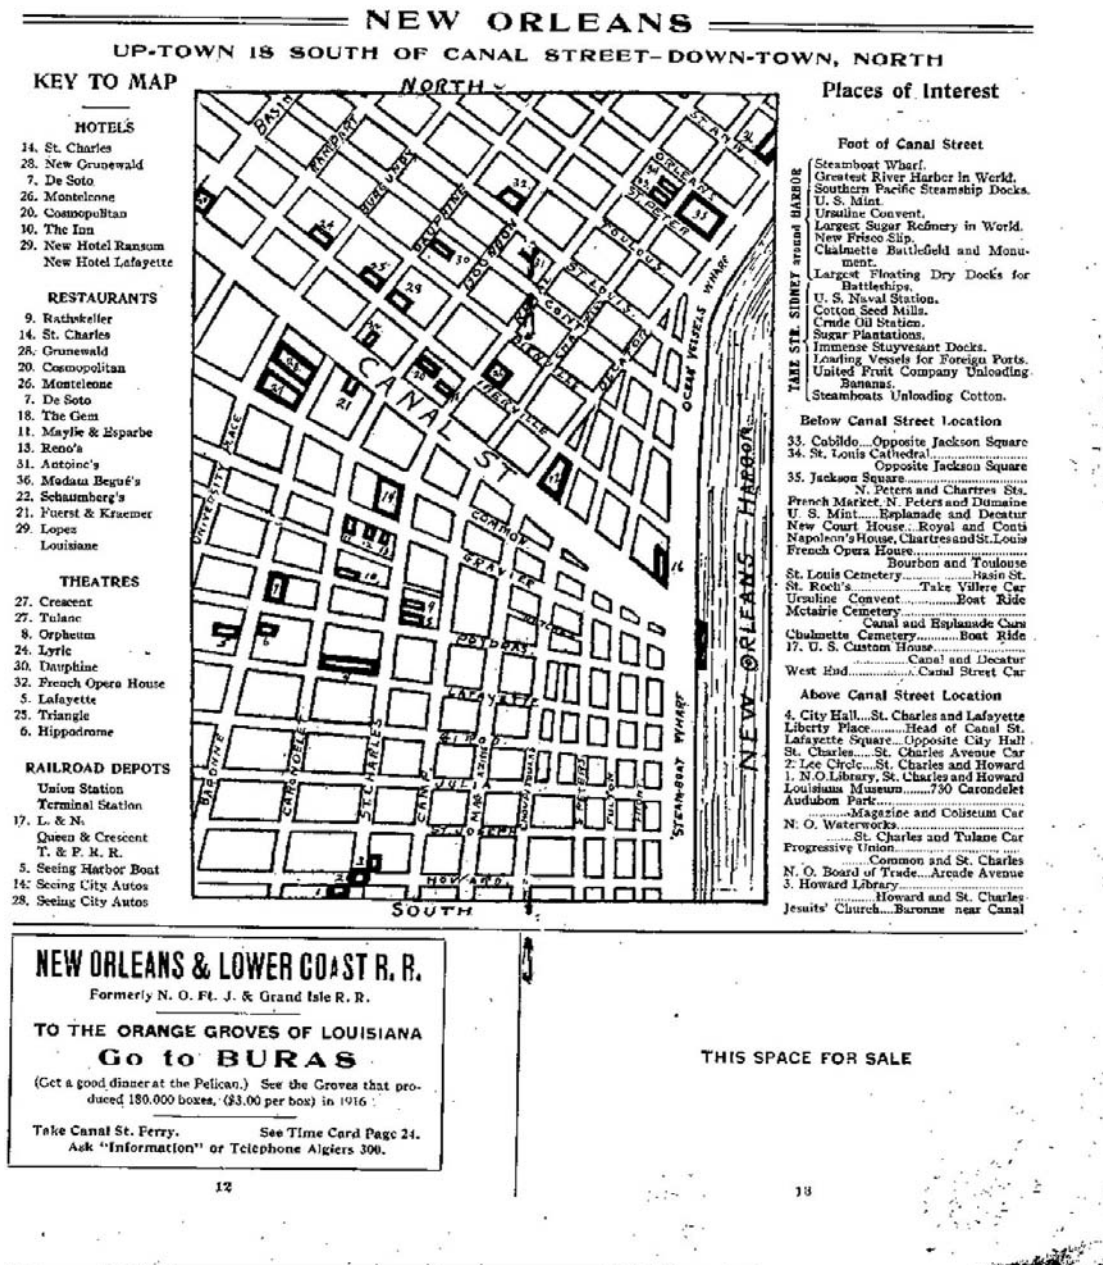 NEW ORLEANS
UP-TOWN IS SOUTH OF CANAL STREET–DOWN-TOWN, NORTH
KEY TO MAP
HOTELS
14. St. Charles
28. New Grunewald
7. De Soto
26. Monteleone
20. Cosmopolitan
10. The Inn
29. New Hotel Ransom
New Hotel Lafayette
RESTAURANTS
9. Rathskeller
14. St. Charles
28. Grunewald
20. Cosmopolitan
26. Monteleone
7. De Soto
18. The Gem
11. Maylie & Esparbe
13. Reno's
31. Antoine's
36. Madam Begué's
22. Schaumberg's
21. Fuerst & Kraemer
29. Lopez
Louisiane
THEATRES
27. Crescent
27. Tulane
8. Orpheum
24. Lyric
30. Dauphine
32. French Opera House
5. Lafayette
25. Triangle
6. Hippodrome
RAILROAD DEPOTS
Union Station
Terminal Station
17. L. & N.
Queen & Crescent
T. & P. R. R.
5. Seeing Harbor Boat
14. Seeing City Autos
28. Seeing City Autos
NORTH
BASIN
RAMPART
BURGUNDY
DAUPHINE
BOURBON
ROYAL
ST. ANN
ORLEANS
ST. PETER
TOULOUS
ST. LOUIS
CONTI
BIENVILLE
IBERVILLE
DECATOR
CANAL ST
OCEAN VESSELS WHARF
NEW ORLEANS HARBOR
UNIVERSITY PLACE
COMMON
GRAVIER
POYDRAS
LAFAYETTE
GIROD
JULIA
ST. JOSEPH
HOWARD
BARONNE
CARONDELET
ST. CHARLES
CAMP
MAGAZINE
S. PETERS
FULTON
FRONT
STEAM-BOAT WHARF
SOUTH
Places of Interest
Foot of Canal Street
TAKE STR. SIDNEY around HARBOR
Steamboat Wharf.
Greatest River Harbor in World.
Southern Pacific Steamship Docks.
U. S. Mint.
Ursuline Convent.
Largest Sugar Refinery in World.
New Frisco Slip.
Chalmette Battlefield and Monu-
ment.
Largest Floating Dry Docks for
Battleships.
U. S. Naval Station.
Cotton Seed Mills.
Crude Oil Station.
Sugar Plantations.
Immense Stuyvesant Docks.
Loading Vessels for Foreign Ports.
United Fruit Company Unloading
Bananas.
Steamboats Unloading Cotton.
Below Canal Street Location
33. Cabildo....Opposite Jackson Square
34. St. Louis Cathedral....................
Opposite Jackson Square
35. Jackson Square........................
N. Peters and Chartres Sts.
French Market, N. Peters and Dumaine
U. S. Mint......Esplanade and Decatur
New Court House....Royal and Conti
Napoleon's House, Chartres and St. Louis
French Opera House......................
Bourbon and Toulouse
St. Louis Cemetery..................Basin St.
St. Roch's..................Take Villere Car
Ursuline Convent..............Boat Ride
Metairie Cemetery........................
Canal and Esplanade Cars
Chalmette Cemetery............Boat Ride
17. U. S. Custom House.................
..............Canal and Decatur
West End..................Canal Street Car
Above Canal Street Location
4. City Hall....St. Charles and Lafayette
Liberty Place.........Head of Canal St.
Lafayette Square....Opposite City Hall
St. Charles......St. Charles Avenue Car
2. Lee Circle....St. Charles and Howard
1. N.O. Library, St. Charles and Howard
Louisiana Museum........730 Carondelet
Audubon Park............................
.........Magazine and Coliseum Car
N. O. Waterworks........................
.......St. Charles and Tulane Car
Progressive Union.......................
........Common and St. Charles
N. O. Board of Trade....Arcade Avenue
3. Howard Library.......................
..........Howard and St. Charles
Jesuits' Church....Baronne near Canal
NEW ORLEANS & LOWER COAST R. R.
Formerly N. O. Ft. J. & Grand Isle R. R.
TO THE ORANGE GROVES OF LOUISIANA
Go to BURAS
(Get a good dinner at the Pelican.) See the Groves that pro-
duced 180.000 boxes, ($3.00 per box) in 1916
Take Canal St. Ferry. See Time Card Page 24.
Ask "Information" or Telephone Algiers 300.
THIS SPACE FOR SALE
12
13